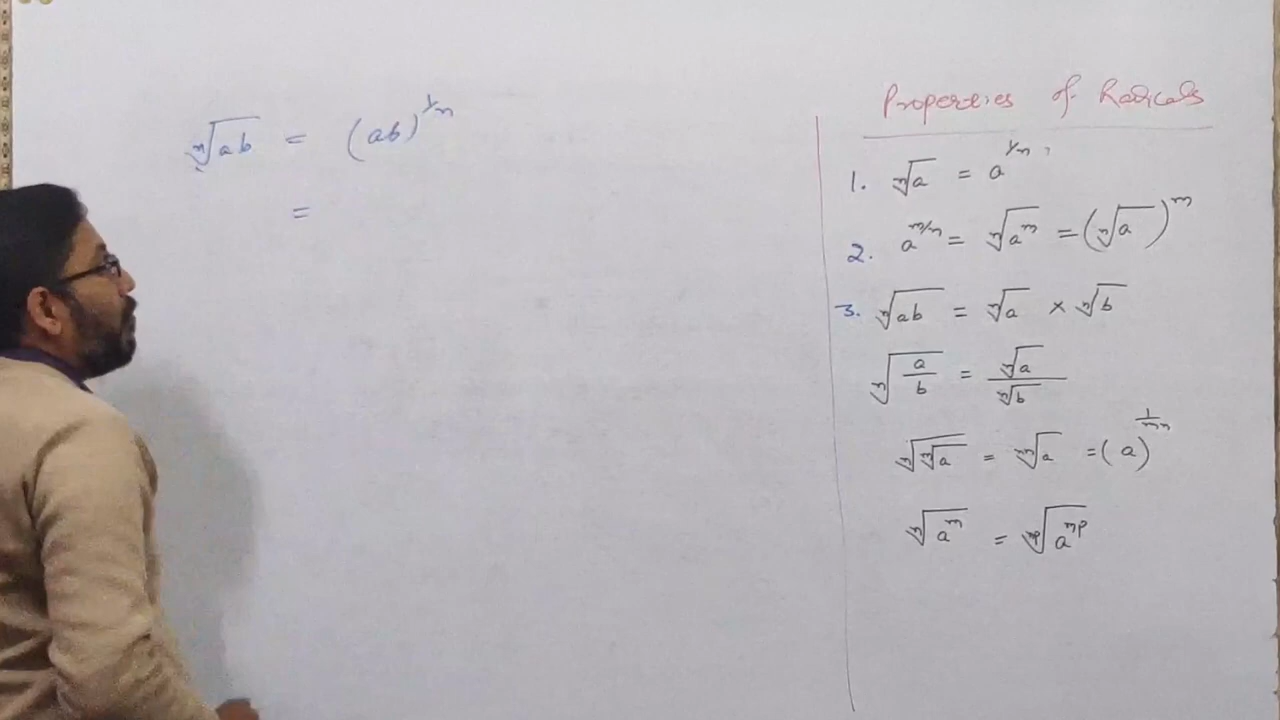 ⁿ√ab = (ab)^1/n
=
Properties of Radicals
1. ⁿ√a = a^1/n
2. a^m/n = ⁿ√a^m = (ⁿ√a)^m
3. ⁿ√ab = ⁿ√a × ⁿ√b
ⁿ√(a/b) = ⁿ√a / ⁿ√b
ᵐ√ⁿ√a = ᵐⁿ√a = (a)^1/mn
ⁿ√a^m = ⁿᵖ√a^mp